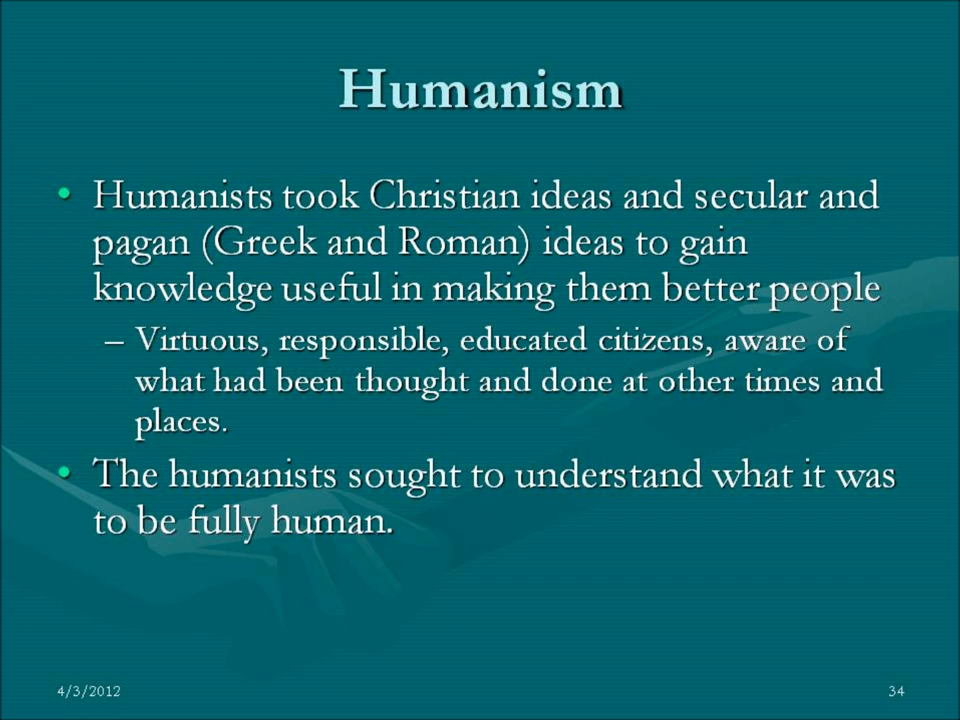 Humanism
• Humanists took Christian ideas and secular and
pagan (Greek and Roman) ideas to gain
knowledge useful in making them better people
– Virtuous, responsible, educated citizens, aware of
what had been thought and done at other times and
places.
• The humanists sought to understand what it was
to be fully human.
4/3/2012
34